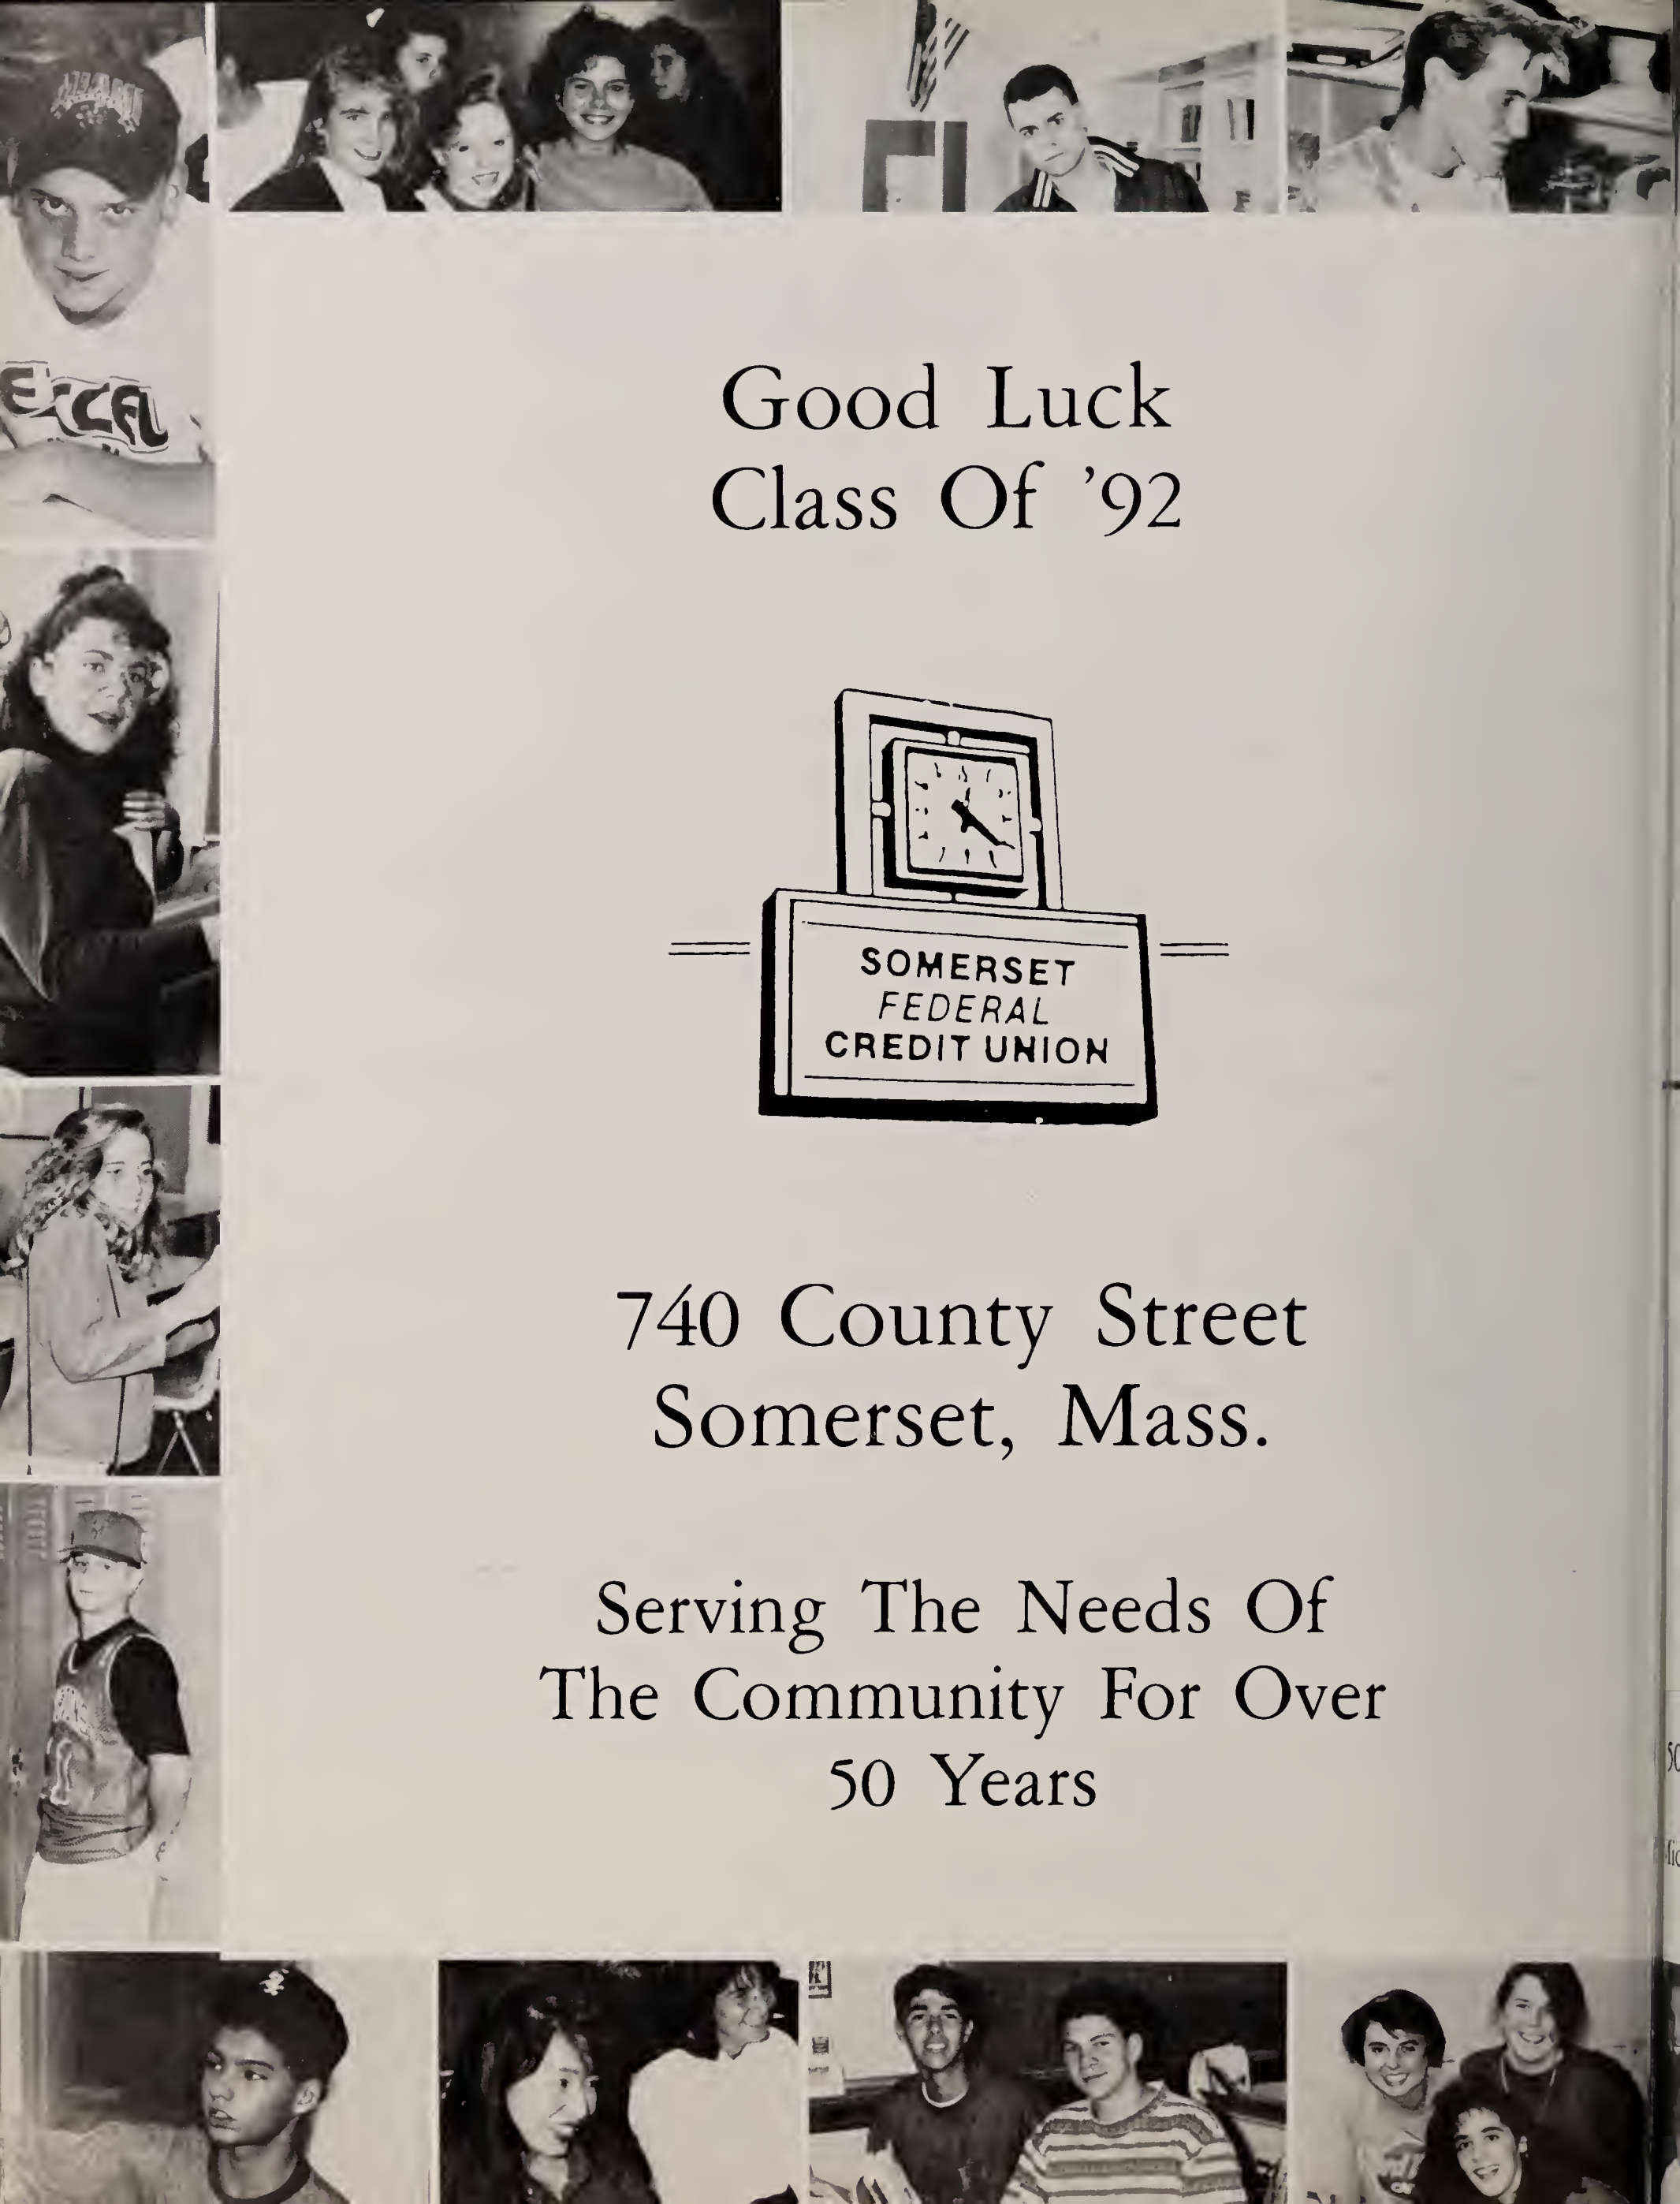 Good Luck
Class Of '92
SOMERSET
FEDERAL
CREDIT UNION
740 County Street
Somerset, Mass.
Serving The Needs Of
The Community For Over
50 Years